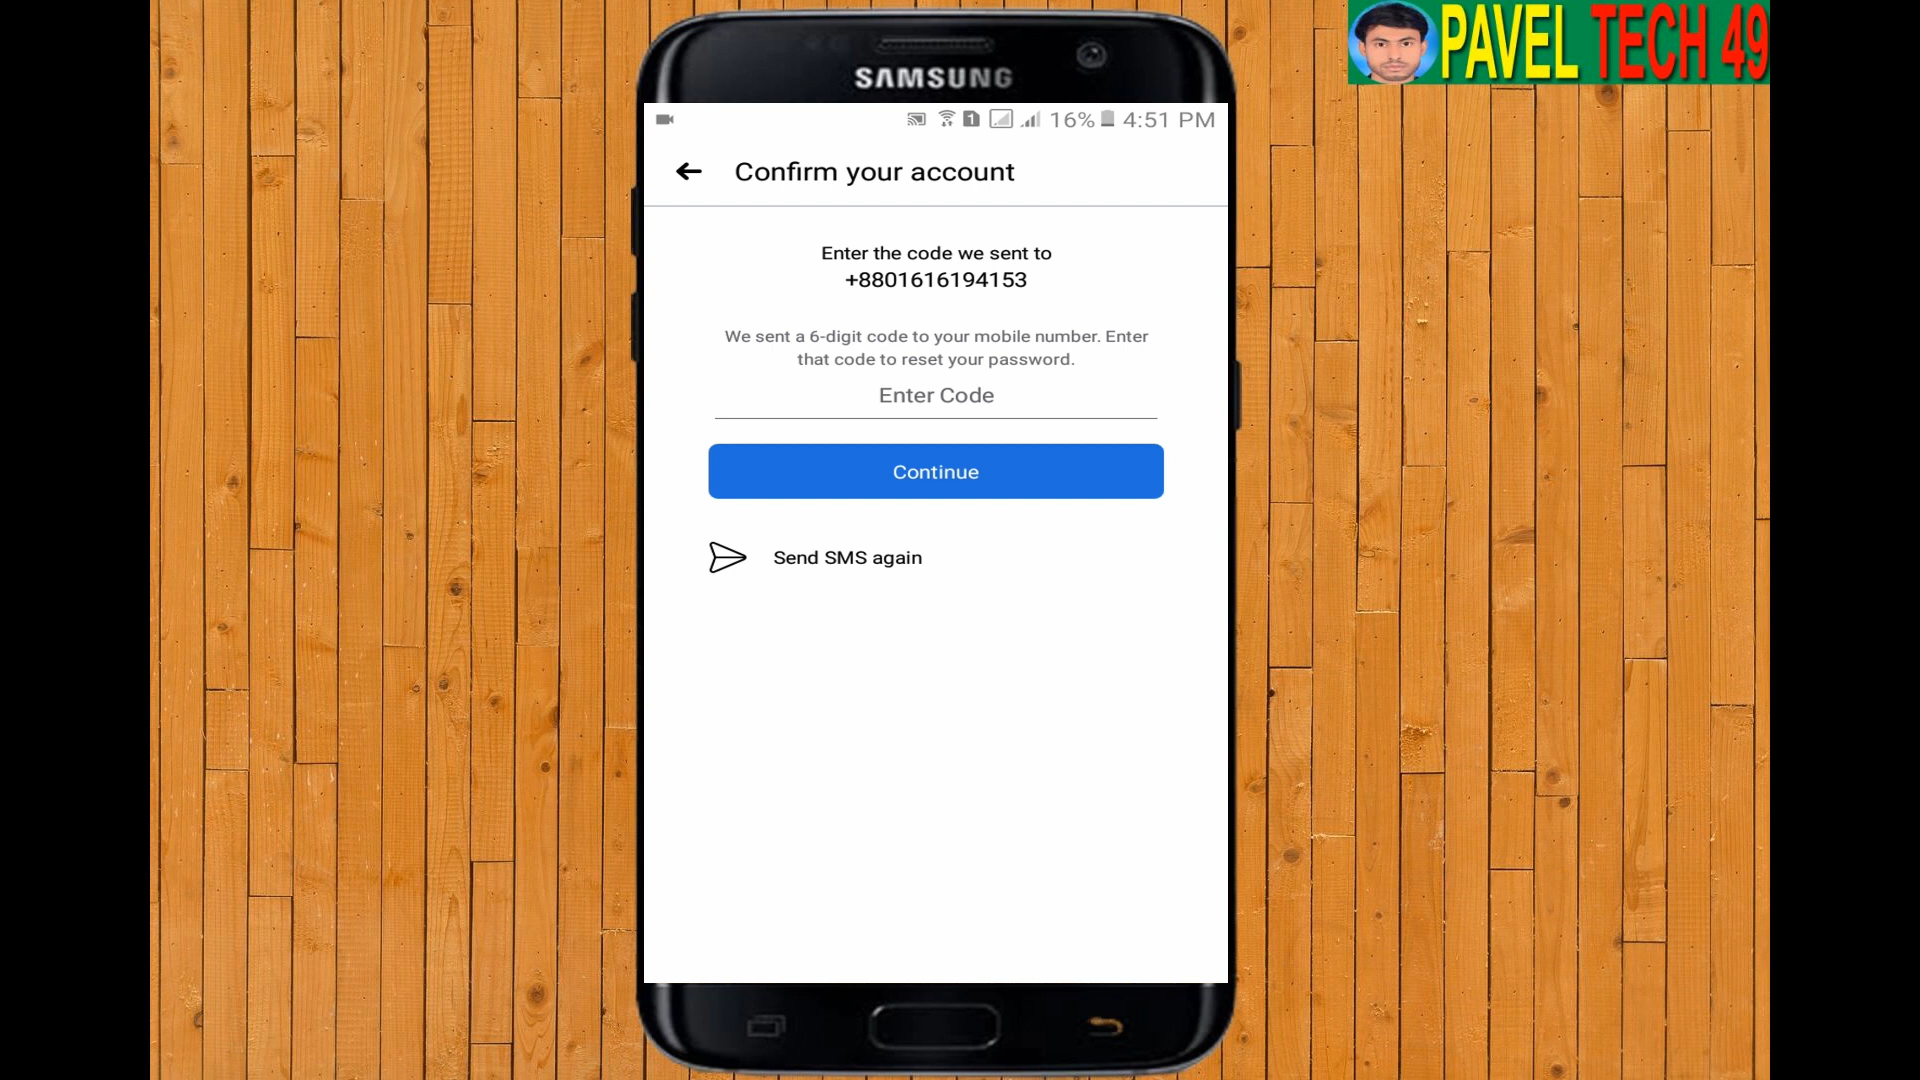 PAVEL TECH 49
SAMSUNG
1 16% 4:51 PM
Confirm your account
Enter the code we sent to
+8801616194153
We sent a 6-digit code to your mobile number. Enter
that code to reset your password.
Enter Code
Continue
Send SMS again